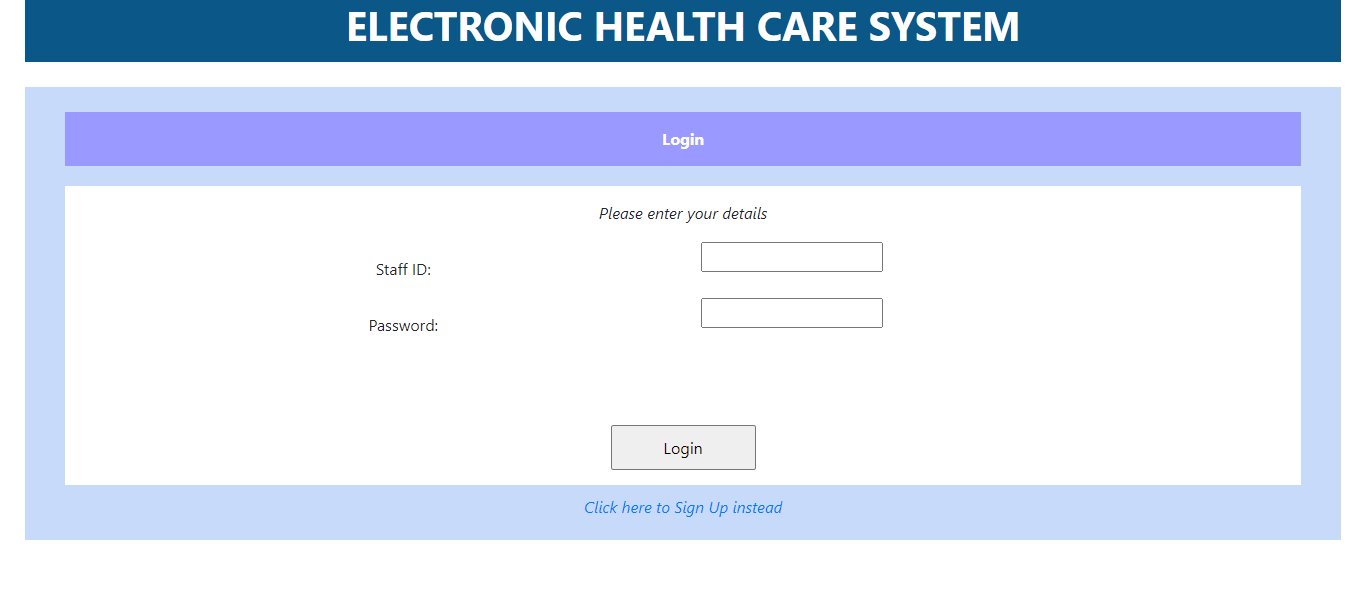 ELECTRONIC HEALTH CARE SYSTEM
Login
Please enter your details
Staff ID:
Password:
Login
Click here to Sign Up instead